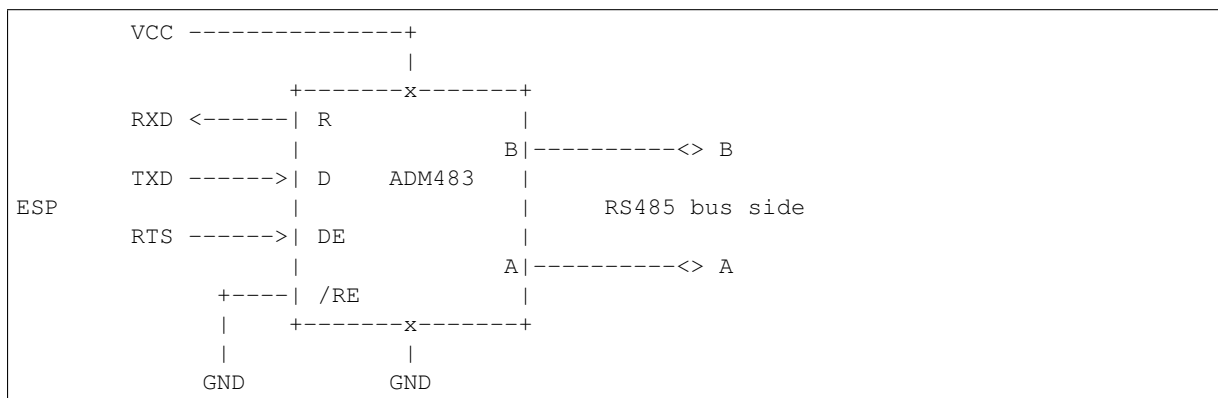 VCC ---------------+
|
+-------x-------+
RXD <------| R |
| B|----------<> B
TXD ------>| D ADM483 |
ESP | | RS485 bus side
RTS ------>| DE |
| A|----------<> A
+----| /RE |
| +-------x-------+
| |
GND GND